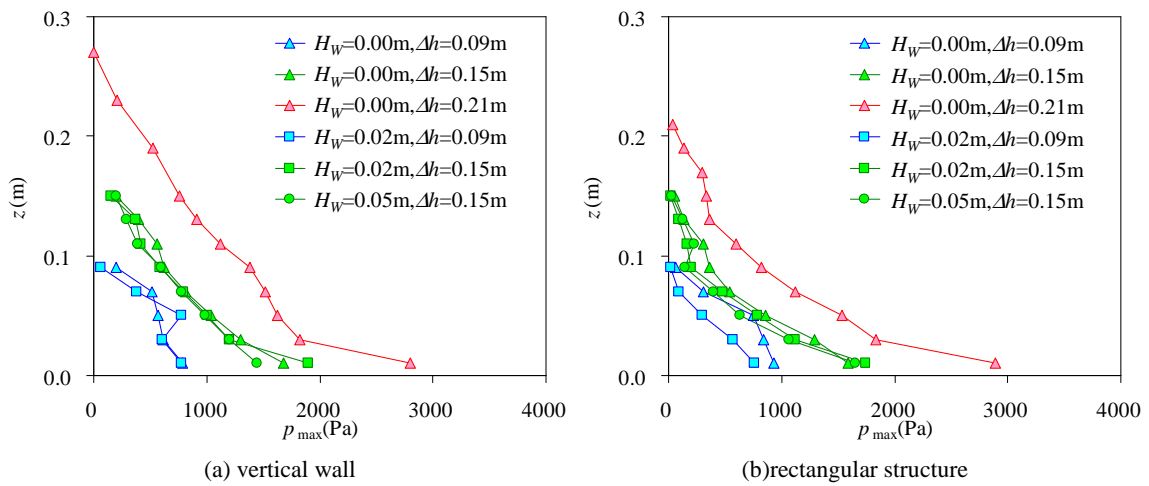 0.3
0.2
0.1
0.0
z (m)
0 1000 2000 3000 4000
p max(Pa)
H_W=0.00m,Δh=0.09m
H_W=0.00m,Δh=0.15m
H_W=0.00m,Δh=0.21m
H_W=0.02m,Δh=0.09m
H_W=0.02m,Δh=0.15m
H_W=0.05m,Δh=0.15m
(a) vertical wall
0.3
0.2
0.1
0.0
z (m)
0 1000 2000 3000 4000
p max(Pa)
H_W=0.00m,Δh=0.09m
H_W=0.00m,Δh=0.15m
H_W=0.00m,Δh=0.21m
H_W=0.02m,Δh=0.09m
H_W=0.02m,Δh=0.15m
H_W=0.05m,Δh=0.15m
(b)rectangular structure